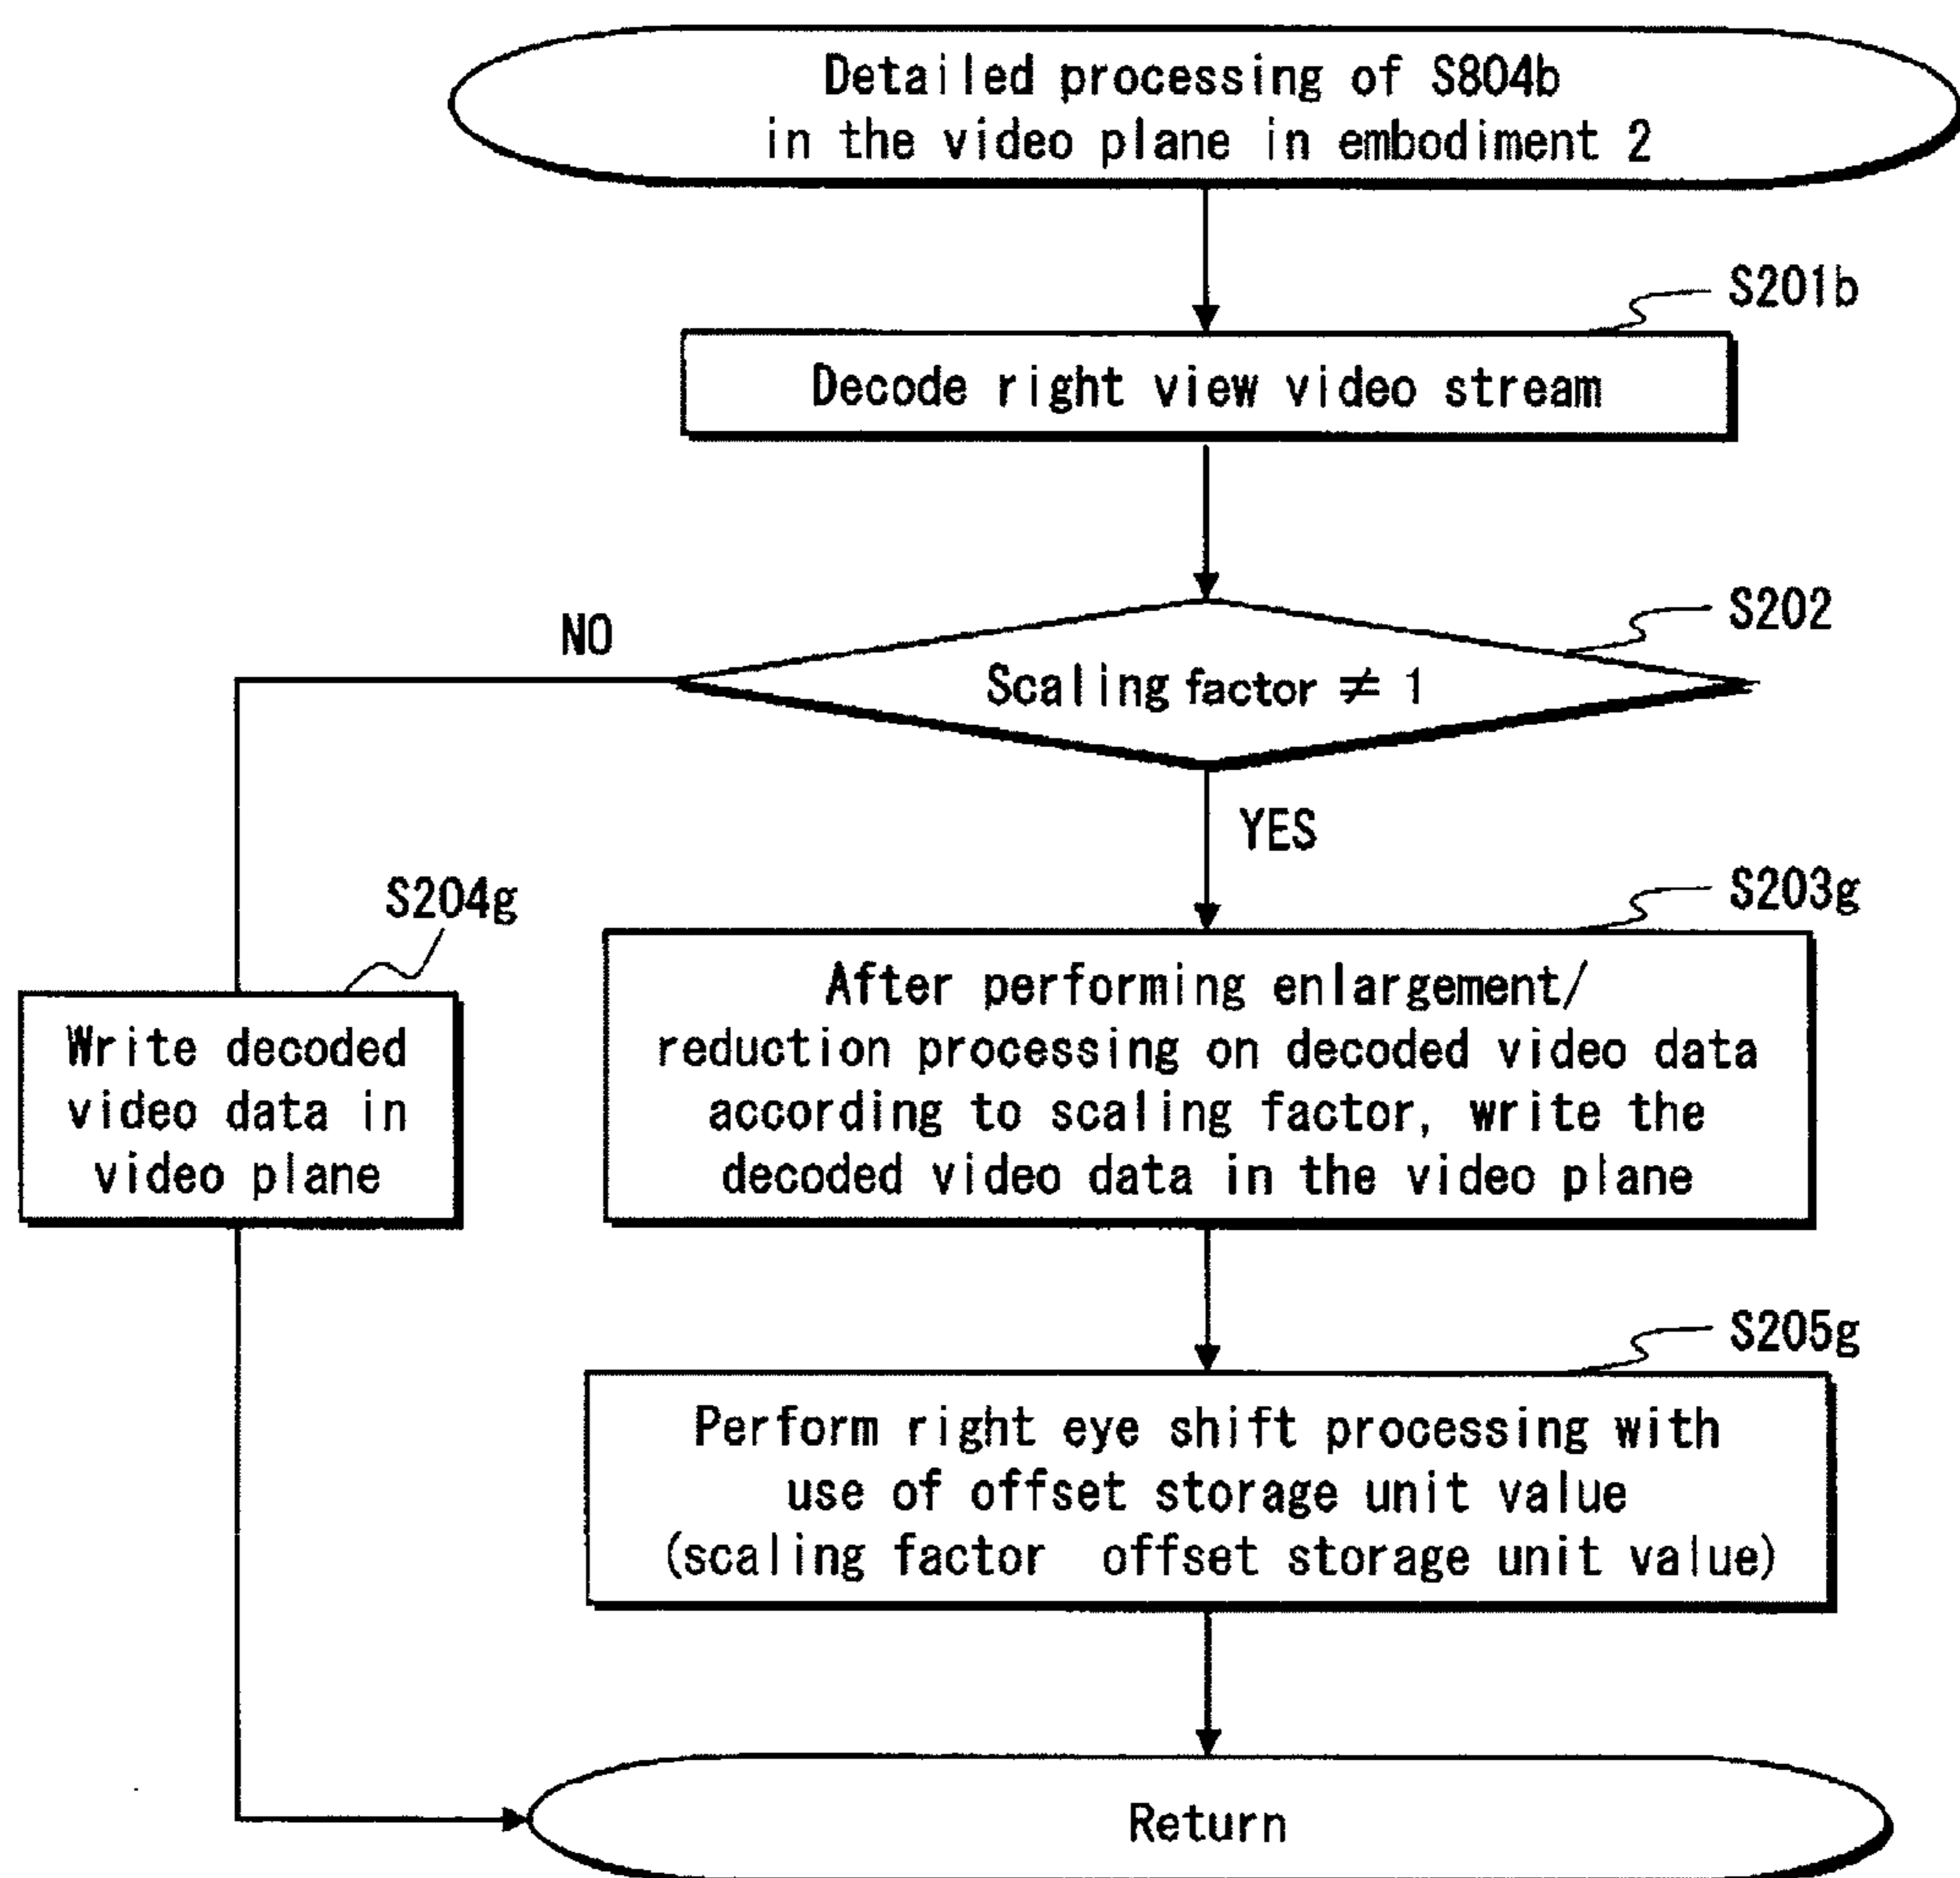 Detailed processing of S804b
in the video plane in embodiment 2
S201b
Decode right view video stream
S202
NO
Scaling factor ≠ 1
YES
S204g
S203g
Write decoded
video data in
video plane
After performing enlargement/
reduction processing on decoded video data
according to scaling factor, write the
decoded video data in the video plane
S205g
Perform right eye shift processing with
use of offset storage unit value
(scaling factor offset storage unit value)
Return